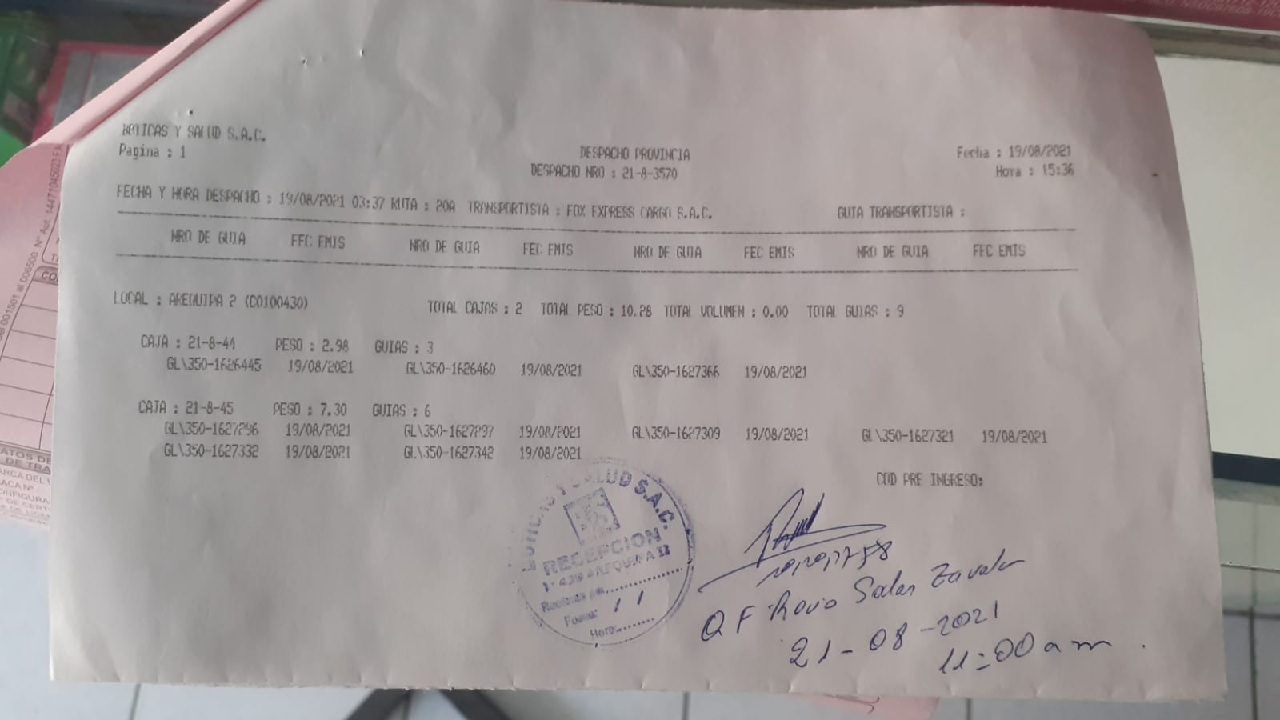 BOTICAS Y SALUD S.A.C.
Pagina : 1
DESPACHO PROVINCIA
DESPACHO NRO : 21-8-3570
Fecha : 19/08/2021
Hora : 15:36
FECHA Y HORA DESPACHO : 19/08/2021 03:37 RUTA : 20A TRANSPORTISTA : FOX EXPRESS CARGO S.A.C. GUIA TRANSPORTISTA :
NRO DE GUIA FEC EMIS NRO DE GUIA FEC EMIS NRO DE GUIA FEC EMIS NRO DE GUIA FEC EMIS
LOCAL : AREQUIPA 2 (C0100430) TOTAL CAJAS : 2 TOTAL PESO : 10.28 TOTAL VOLUMEN : 0.00 TOTAL GUIAS : 9
CAJA : 21-8-44 PESO : 2.98 GUIAS : 3
GL\350-1626445 19/08/2021 GL\350-1626460 19/08/2021 GL\350-1627366 19/08/2021
CAJA : 21-8-45 PESO : 7.30 GUIAS : 6
GL\350-1627296 19/08/2021 GL\350-1627297 19/08/2021 GL\350-1627309 19/08/2021 GL\350-1627321 19/08/2021
GL\350-1627332 19/08/2021 GL\350-1627342 19/08/2021
COD PRE INGRESO:
BOTICAS Y SALUD S.A.C.
RECEPCION
Fecha: / /
Hora:
Q F Salas Zavala
21-08-2021
11:00 am